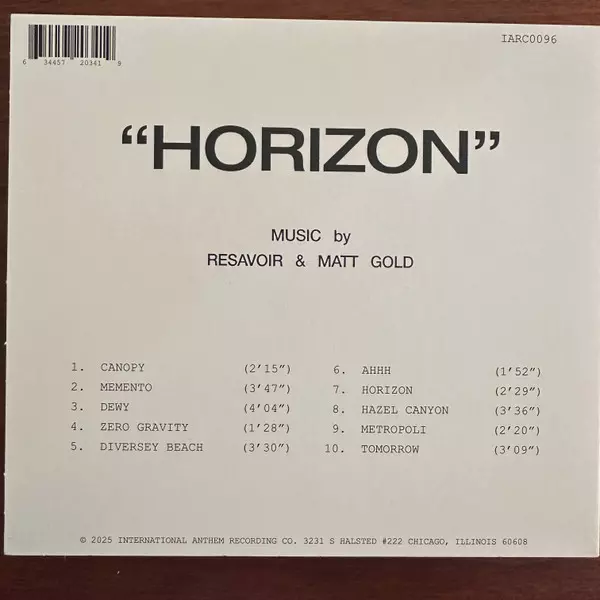 IARC0096
6 34457 20341 9
“HORIZON”
MUSIC by
RESAVOIR & MATT GOLD
1. CANOPY (2’15”)
2. MEMENTO (3’47”)
3. DEWY (4’04”)
4. ZERO GRAVITY (1’28”)
5. DIVERSEY BEACH (3’30”)
6. AHHH (1’52”)
7. HORIZON (2’29”)
8. HAZEL CANYON (3’36”)
9. METROPOLI (2’20”)
10. TOMORROW (3’09”)
© 2025 INTERNATIONAL ANTHEM RECORDING CO. 3231 S HALSTED #222 CHICAGO, ILLINOIS 60608